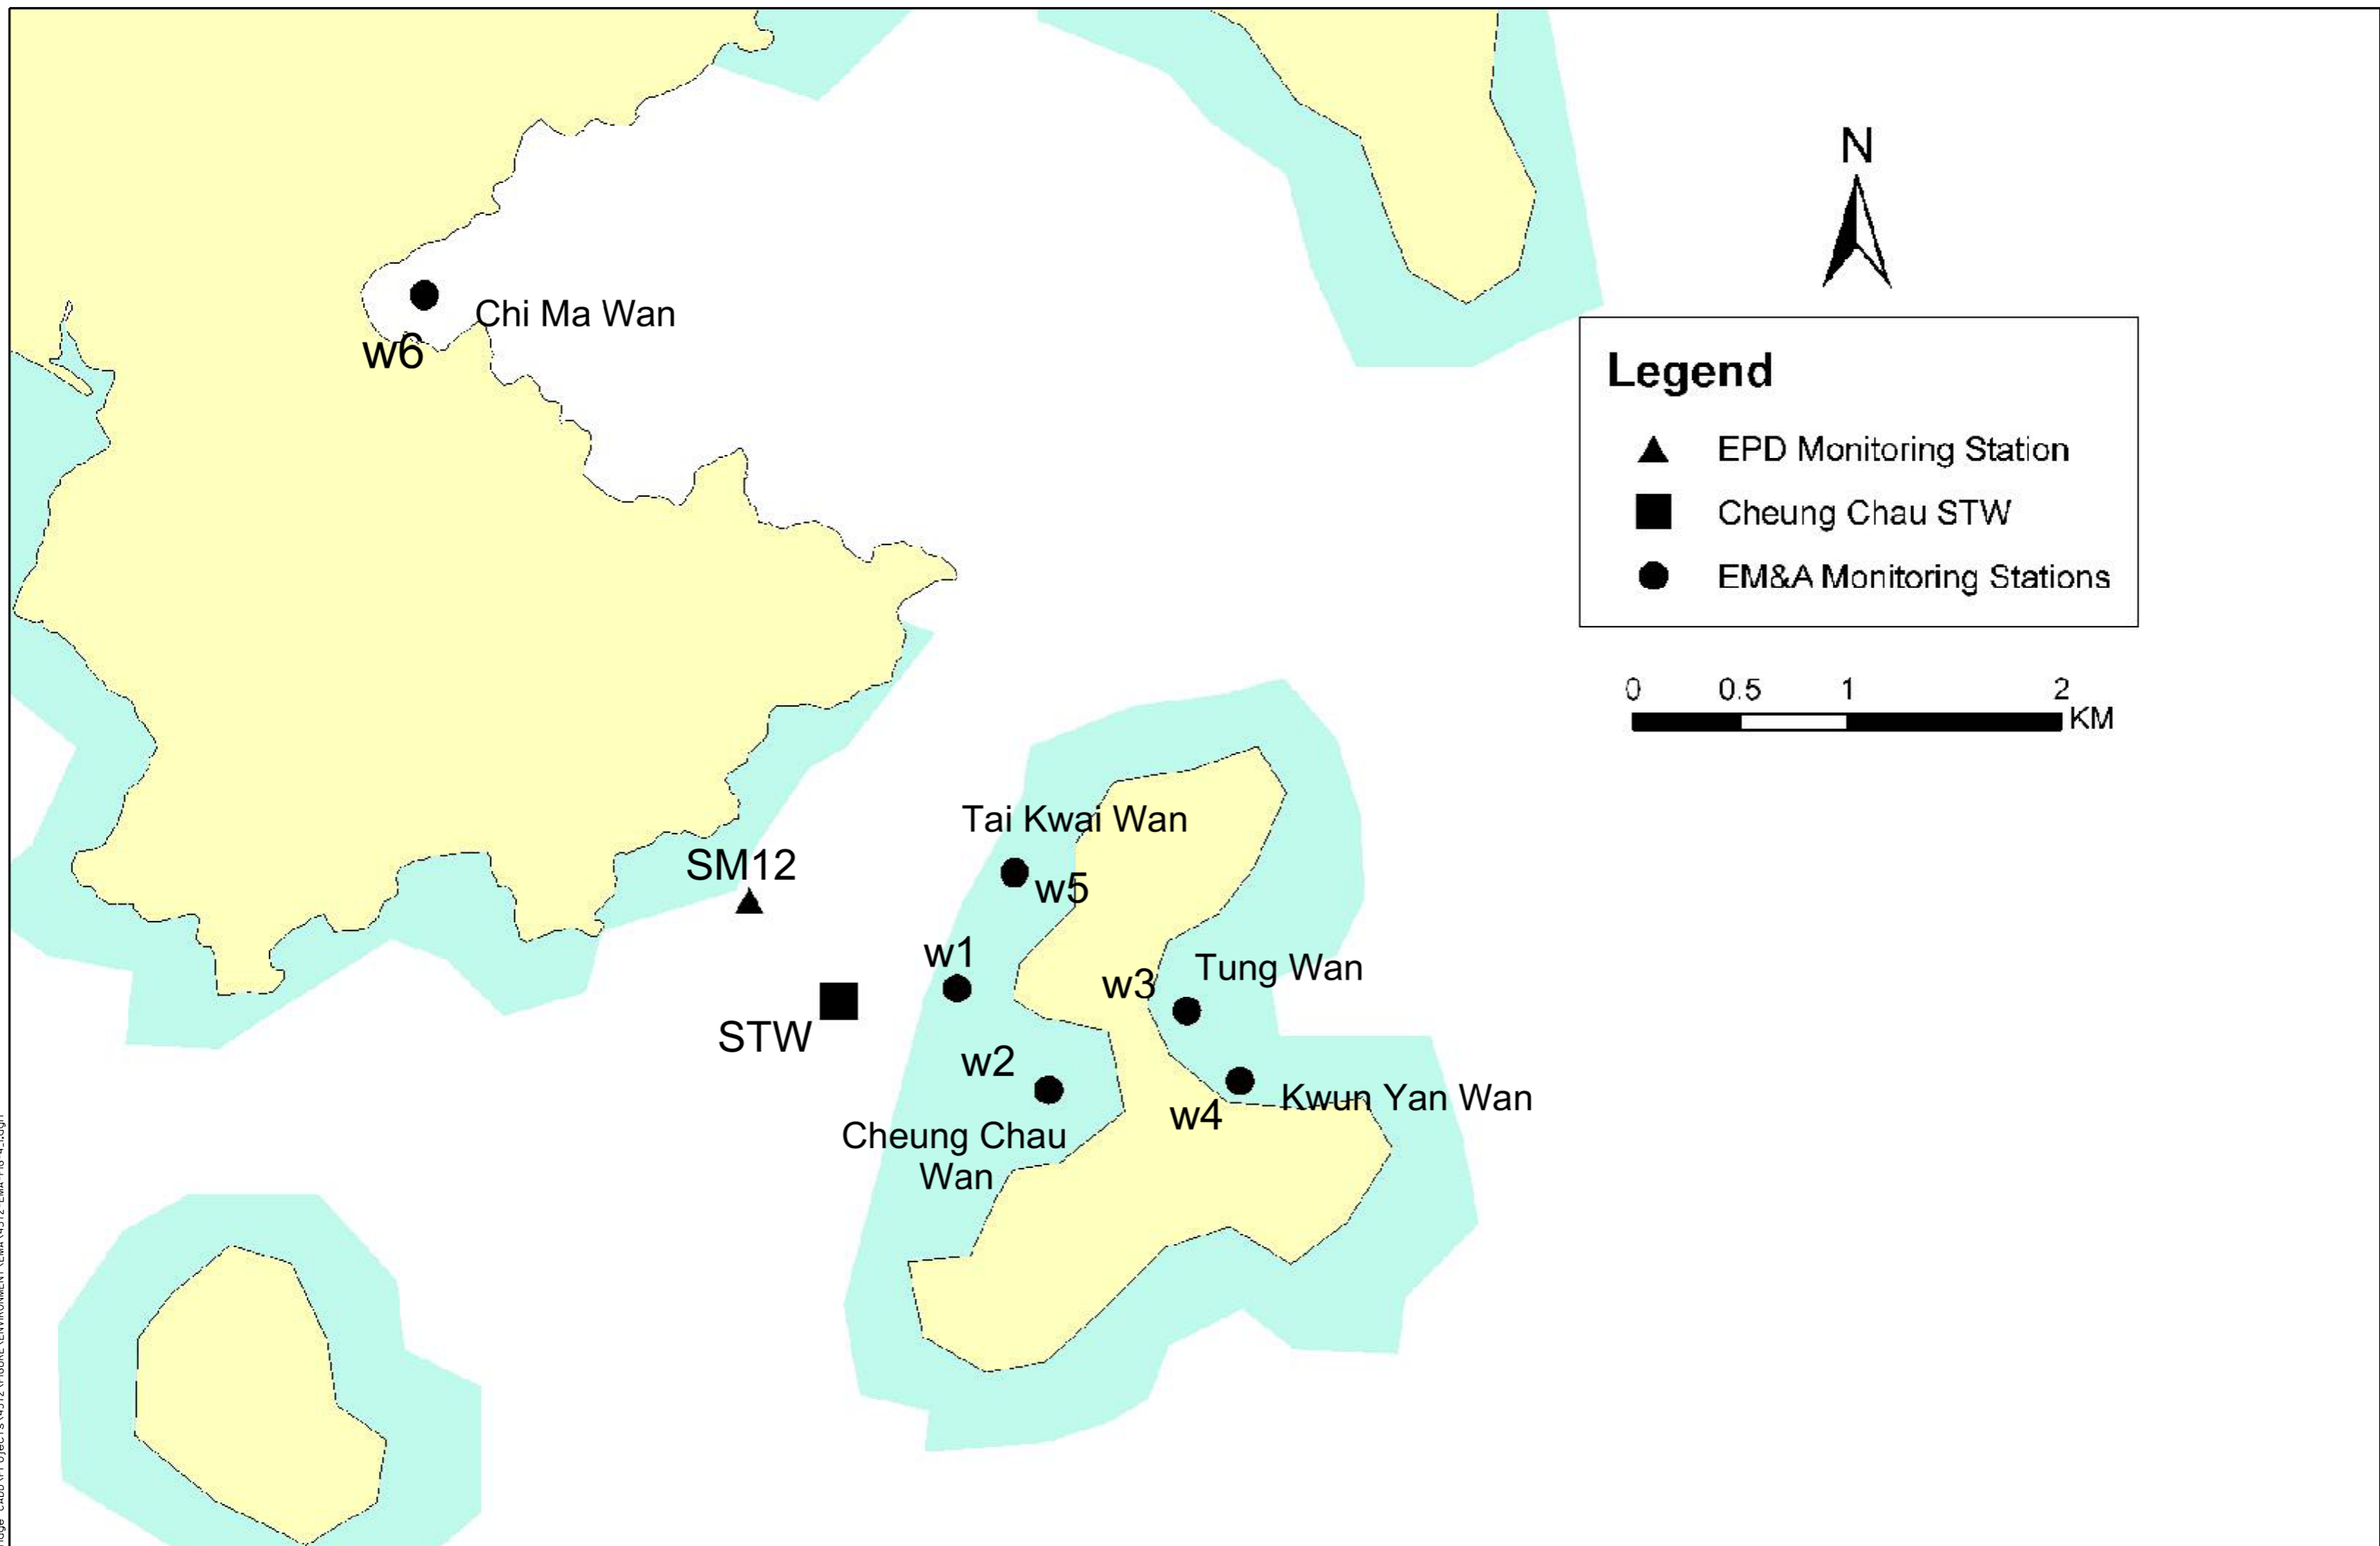 N
Chi Ma Wan
w6
Legend
EPD Monitoring Station
Cheung Chau STW
EM&A Monitoring Stations
0 0.5 1 2
KM
Tai Kwai Wan
SM12
w5
w1
Tung Wan
w3
STW
w2
Kwun Yan Wan
w4
Cheung Chau
Wan